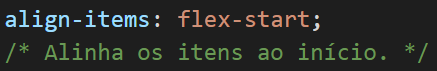 align-items: flex-start;
/* Alinha os itens ao início. */